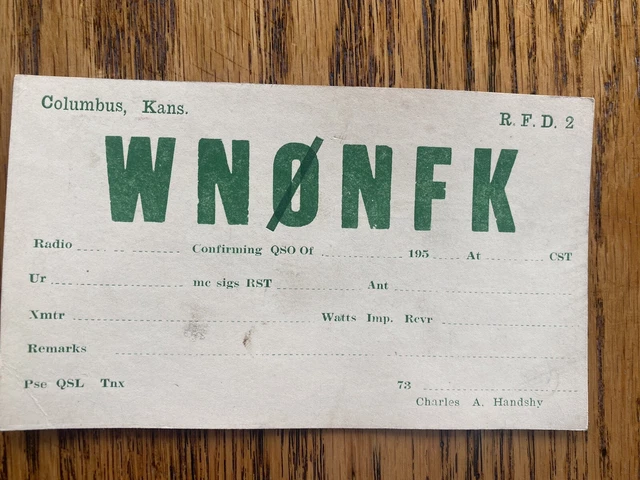 Columbus, Kans.
R. F. D. 2
WNØNFK
Radio Confirming QSO Of 195 At CST
Ur mc sigs RST Ant
Xmtr Watts Imp. Rcvr
Remarks
Pse QSL Tnx 73
Charles A. Handshy